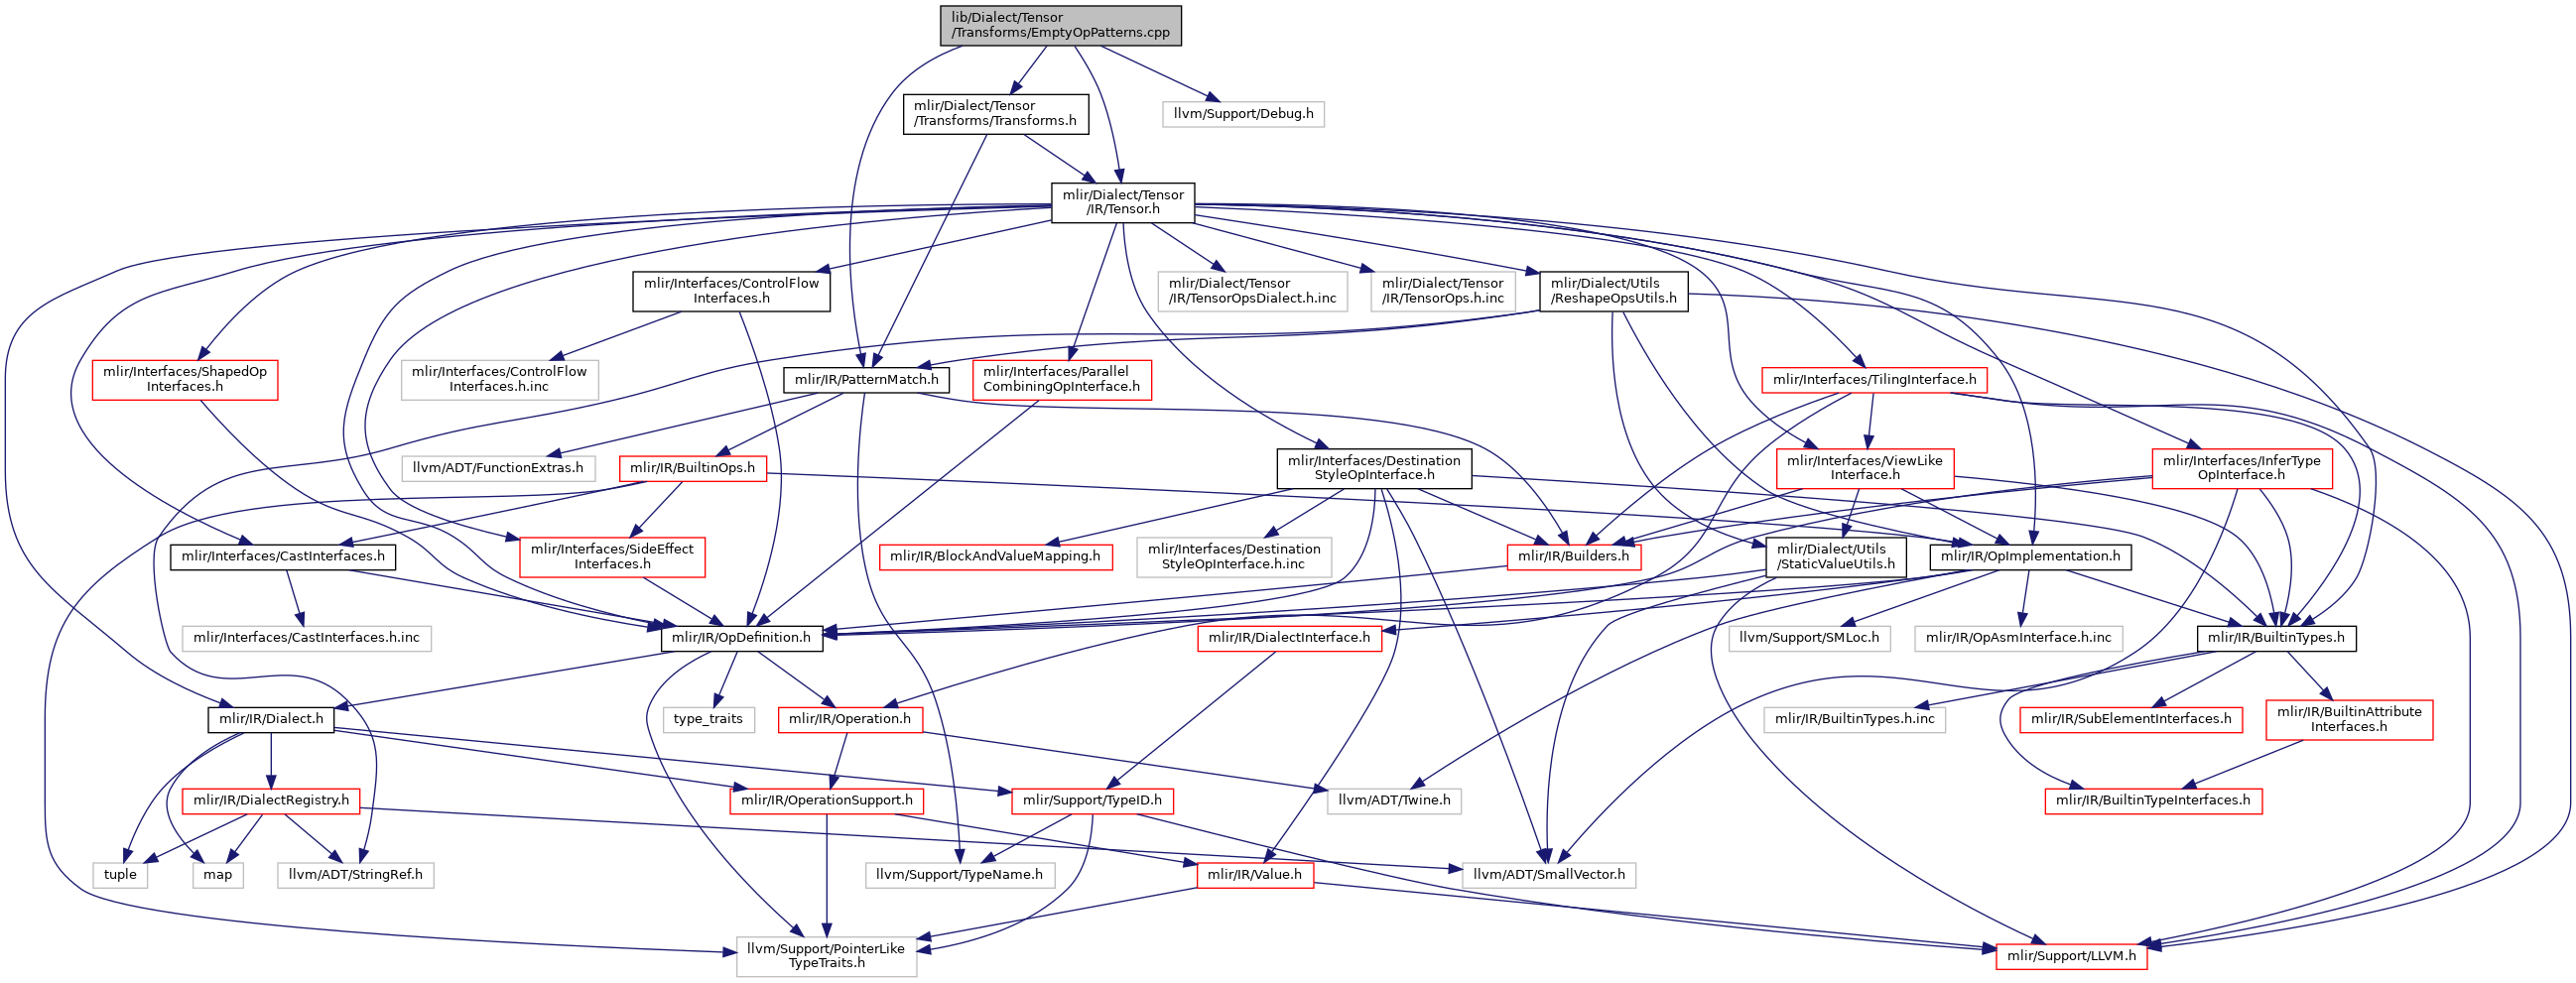 lib/Dialect/Tensor
/Transforms/EmptyOpPatterns.cpp
mlir/Dialect/Tensor
/Transforms/Transforms.h
llvm/Support/Debug.h
mlir/Dialect/Tensor
/IR/Tensor.h
mlir/Interfaces/ControlFlow
Interfaces.h
mlir/Dialect/Tensor
/IR/TensorOpsDialect.h.inc
mlir/Dialect/Tensor
/IR/TensorOps.h.inc
mlir/Dialect/Utils
/ReshapeOpsUtils.h
mlir/Interfaces/ShapedOp
Interfaces.h
mlir/Interfaces/ControlFlow
Interfaces.h.inc
mlir/IR/PatternMatch.h
mlir/Interfaces/Parallel
CombiningOpInterface.h
mlir/Interfaces/TilingInterface.h
llvm/ADT/FunctionExtras.h
mlir/IR/BuiltinOps.h
mlir/Interfaces/Destination
StyleOpInterface.h
mlir/Interfaces/ViewLike
Interface.h
mlir/Interfaces/InferType
OpInterface.h
mlir/Interfaces/CastInterfaces.h
mlir/Interfaces/SideEffect
Interfaces.h
mlir/IR/BlockAndValueMapping.h
mlir/Interfaces/Destination
StyleOpInterface.h.inc
mlir/IR/Builders.h
mlir/Dialect/Utils
/StaticValueUtils.h
mlir/IR/OpImplementation.h
mlir/Interfaces/CastInterfaces.h.inc
mlir/IR/OpDefinition.h
mlir/IR/DialectInterface.h
llvm/Support/SMLoc.h
mlir/IR/OpAsmInterface.h.inc
mlir/IR/BuiltinTypes.h
mlir/IR/Dialect.h
type_traits
mlir/IR/Operation.h
mlir/IR/BuiltinTypes.h.inc
mlir/IR/SubElementInterfaces.h
mlir/IR/BuiltinAttribute
Interfaces.h
mlir/IR/DialectRegistry.h
mlir/IR/OperationSupport.h
mlir/Support/TypeID.h
llvm/ADT/Twine.h
mlir/IR/BuiltinTypeInterfaces.h
tuple
map
llvm/ADT/StringRef.h
llvm/Support/TypeName.h
mlir/IR/Value.h
llvm/ADT/SmallVector.h
llvm/Support/PointerLike
TypeTraits.h
mlir/Support/LLVM.h